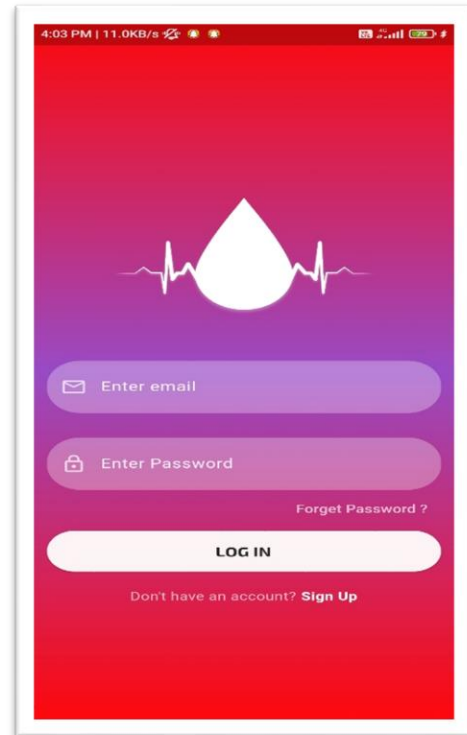 4:03 PM | 11.0KB/s
Enter email
Enter Password
Forget Password ?
LOG IN
Don't have an account? Sign Up